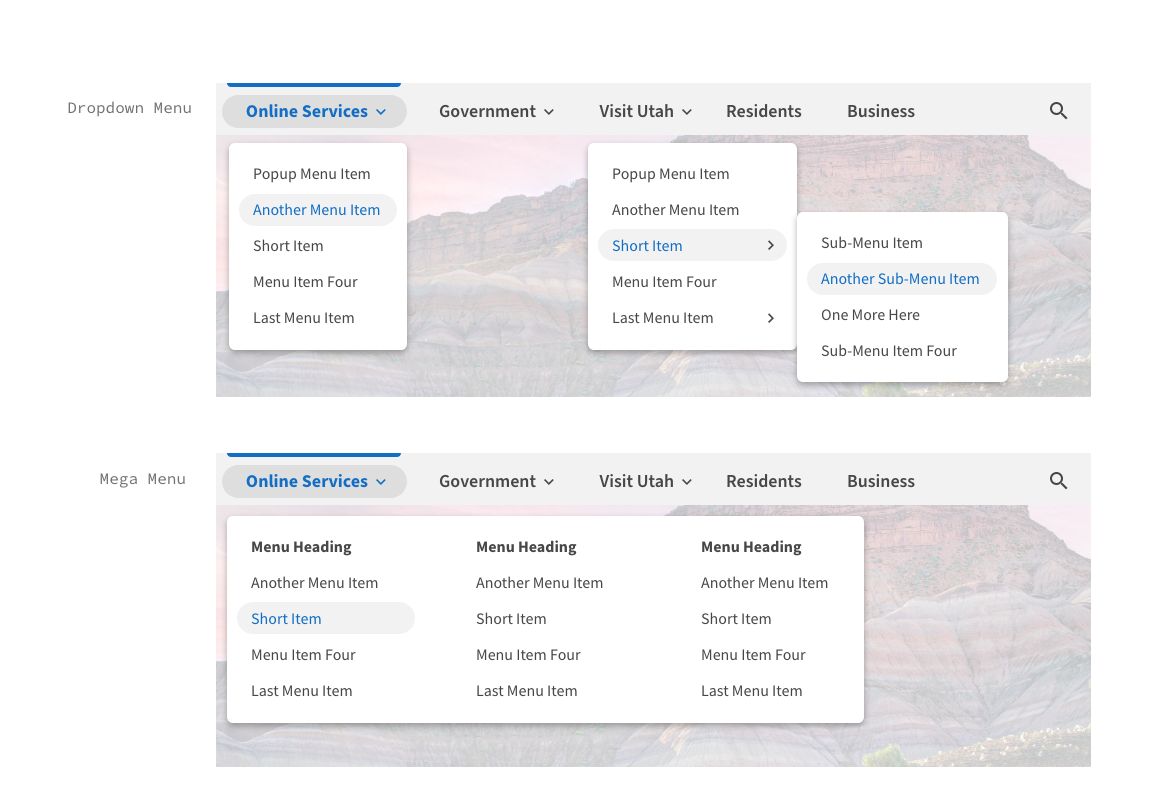 Dropdown Menu
Online Services Government Visit Utah Residents Business
Popup Menu Item
Another Menu Item
Short Item
Menu Item Four
Last Menu Item
Popup Menu Item
Another Menu Item
Short Item
Menu Item Four
Last Menu Item
Sub-Menu Item
Another Sub-Menu Item
One More Here
Sub-Menu Item Four
Mega Menu
Online Services Government Visit Utah Residents Business
Menu Heading
Another Menu Item
Short Item
Menu Item Four
Last Menu Item
Menu Heading
Another Menu Item
Short Item
Menu Item Four
Last Menu Item
Menu Heading
Another Menu Item
Short Item
Menu Item Four
Last Menu Item